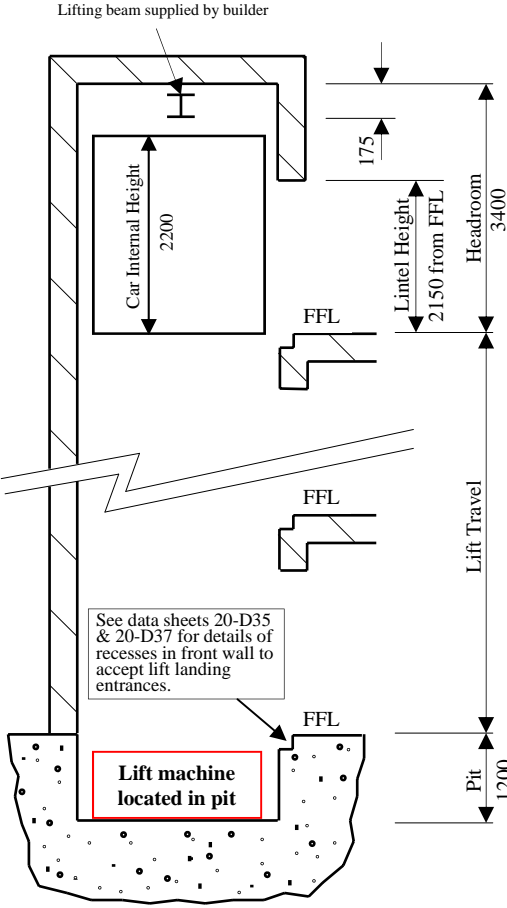 Lifting beam supplied by builder
175
Headroom
3400
Car Internal Height
2200
Lintel Height
2150 from FFL
FFL
FFL
Lift Travel
See data sheets 20-D35
& 20-D37 for details of
recesses in front wall to
accept lift landing
entrances.
FFL
Lift machine
located in pit
Pit
1200